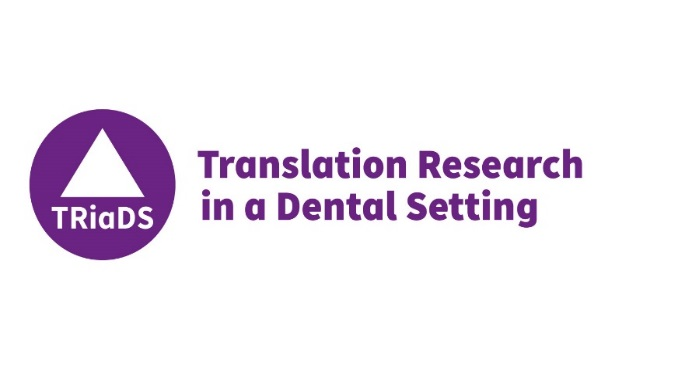 TRiaDS
Translation Research
in a Dental Setting